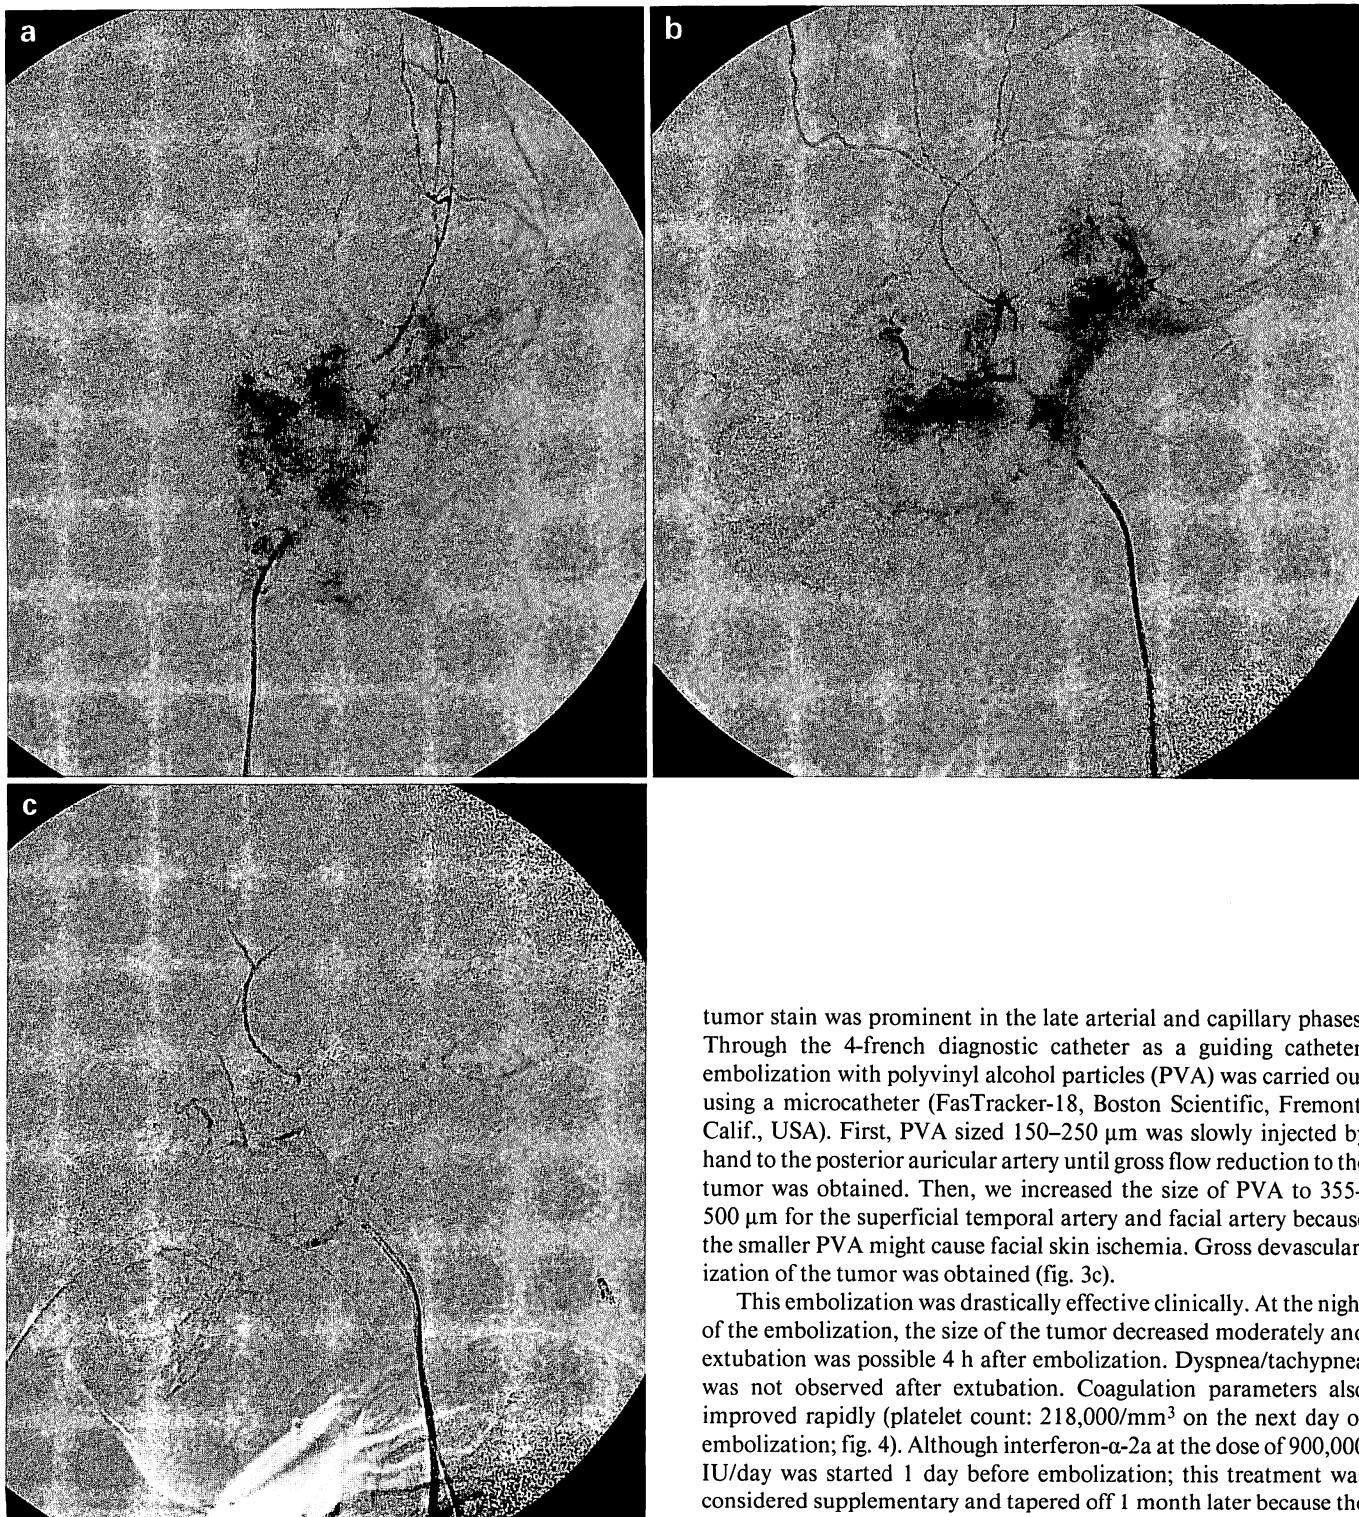 a
b
c
tumor stain was prominent in the late arterial and capillary phases
Through the 4-french diagnostic catheter as a guiding catheter
embolization with polyvinyl alcohol particles (PVA) was carried ou
using a microcatheter (FasTracker-18, Boston Scientific, Fremont
Calif., USA). First, PVA sized 150–250 μm was slowly injected by
hand to the posterior auricular artery until gross flow reduction to the
tumor was obtained. Then, we increased the size of PVA to 355-
500 μm for the superficial temporal artery and facial artery because
the smaller PVA might cause facial skin ischemia. Gross devascular
ization of the tumor was obtained (fig. 3c).
This embolization was drastically effective clinically. At the nigh
of the embolization, the size of the tumor decreased moderately and
extubation was possible 4 h after embolization. Dyspnea/tachypnea
was not observed after extubation. Coagulation parameters also
improved rapidly (platelet count: 218,000/mm³ on the next day o
embolization; fig. 4). Although interferon-α-2a at the dose of 900,000
IU/day was started 1 day before embolization; this treatment wa
considered supplementary and tapered off 1 month later because the